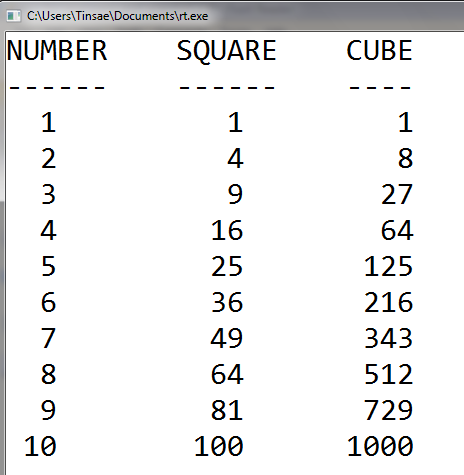 C:\Users\Tinsae\Documents\rt.exe
NUMBER    SQUARE    CUBE
------    ------    ----
  1          1         1
  2          4         8
  3          9        27
  4         16        64
  5         25       125
  6         36       216
  7         49       343
  8         64       512
  9         81       729
 10        100      1000